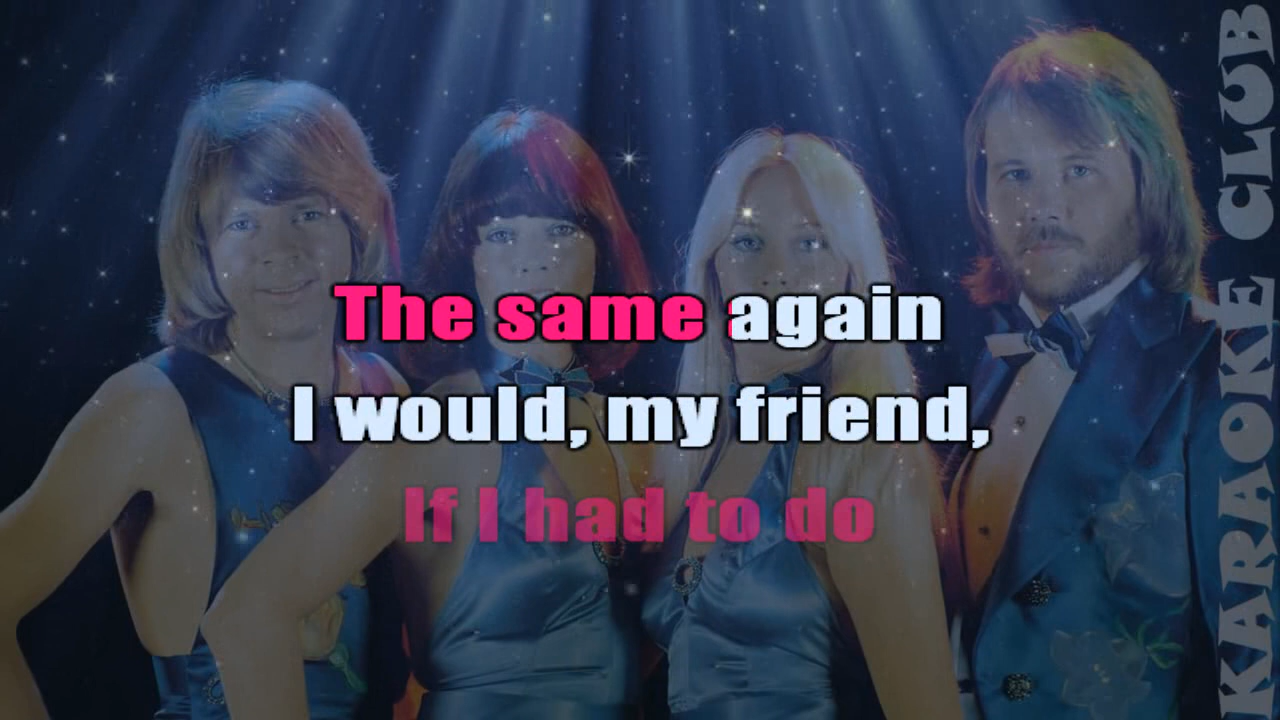 The same again
I would, my friend,
If I had to do
KARAOKE CLUB